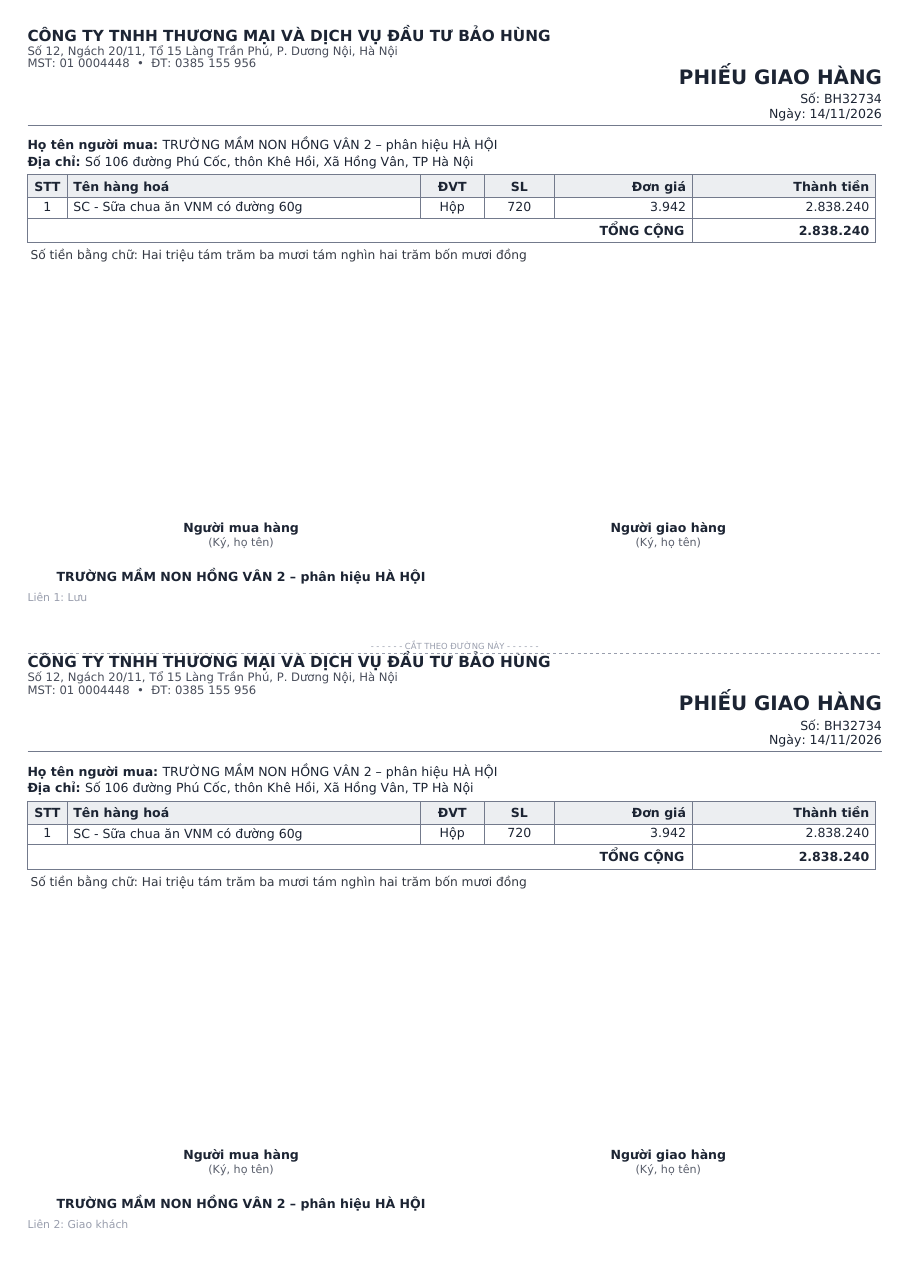 CÔNG TY TNHH THƯƠNG MẠI VÀ DỊCH VỤ ĐẦU TƯ BẢO HÙNG
Số 12, Ngách 20/11, Tổ 15 Làng Trần Phú, P. Dương Nội, Hà Nội
MST: 01 0004448 • ĐT: 0385 155 956
PHIẾU GIAO HÀNG
Số: BH32734
Ngày: 14/11/2026
Họ tên người mua: TRƯỜNG MẦM NON HỒNG VÂN 2 – phân hiệu HÀ HỘI
Địa chỉ: Số 106 đường Phú Cốc, thôn Khê Hồi, Xã Hồng Vân, TP Hà Nội
STT Tên hàng hoá ĐVT SL Đơn giá Thành tiền
1 SC - Sữa chua ăn VNM có đường 60g Hộp 720 3.942 2.838.240
TỔNG CỘNG 2.838.240
Số tiền bằng chữ: Hai triệu tám trăm ba mươi tám nghìn hai trăm bốn mươi đồng
Người mua hàng Người giao hàng
(Ký, họ tên) (Ký, họ tên)
TRƯỜNG MẦM NON HỒNG VÂN 2 – phân hiệu HÀ HỘI
Liên 1: Lưu
- - - - - - CẮT THEO ĐƯỜNG NÀY - - - - - -
CÔNG TY TNHH THƯƠNG MẠI VÀ DỊCH VỤ ĐẦU TƯ BẢO HÙNG
Số 12, Ngách 20/11, Tổ 15 Làng Trần Phú, P. Dương Nội, Hà Nội
MST: 01 0004448 • ĐT: 0385 155 956
PHIẾU GIAO HÀNG
Số: BH32734
Ngày: 14/11/2026
Họ tên người mua: TRƯỜNG MẦM NON HỒNG VÂN 2 – phân hiệu HÀ HỘI
Địa chỉ: Số 106 đường Phú Cốc, thôn Khê Hồi, Xã Hồng Vân, TP Hà Nội
STT Tên hàng hoá ĐVT SL Đơn giá Thành tiền
1 SC - Sữa chua ăn VNM có đường 60g Hộp 720 3.942 2.838.240
TỔNG CỘNG 2.838.240
Số tiền bằng chữ: Hai triệu tám trăm ba mươi tám nghìn hai trăm bốn mươi đồng
Người mua hàng Người giao hàng
(Ký, họ tên) (Ký, họ tên)
TRƯỜNG MẦM NON HỒNG VÂN 2 – phân hiệu HÀ HỘI
Liên 2: Giao khách